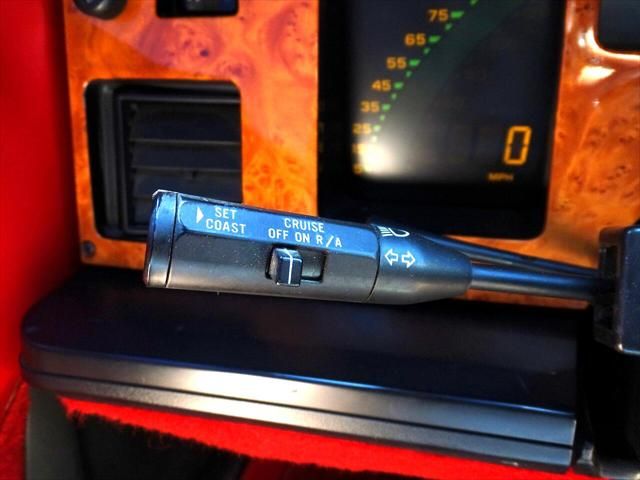 75
65
55
45
35
25
0
MPH
SET
COAST
CRUISE
OFF ON R/A